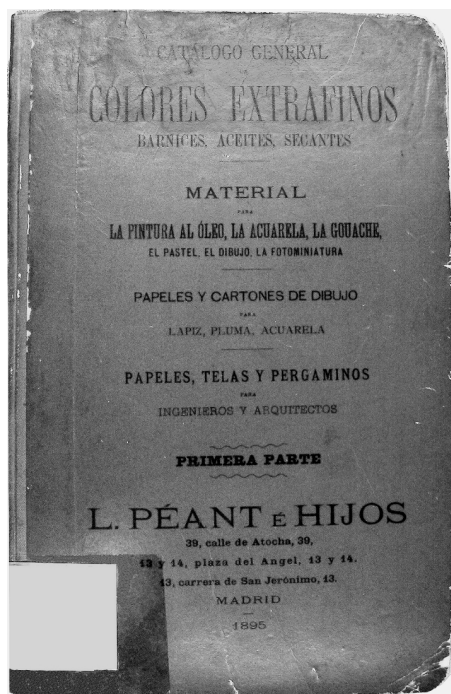 CATÁLOGO GENERAL
DE
COLORES EXTRAFINOS
BARNICES, ACEITES, SECANTES
MATERIAL
PARA
LA PINTURA AL ÓLEO, LA ACUARELA, LA GOUACHE,
EL PASTEL, EL DIBUJO, LA FOTOMINIATURA
PAPELES Y CARTONES DE DIBUJO
PARA
LAPIZ, PLUMA, ACUARELA
PAPELES, TELAS Y PERGAMINOS
PARA
INGENIEROS Y ARQUITECTOS
PRIMERA PARTE
L. PÉANT É HIJOS
39, calle de Atocha, 39,
13 y 14, plaza del Angel, 13 y 14.
13, carrera de San Jerónimo, 13.
MADRID
1895